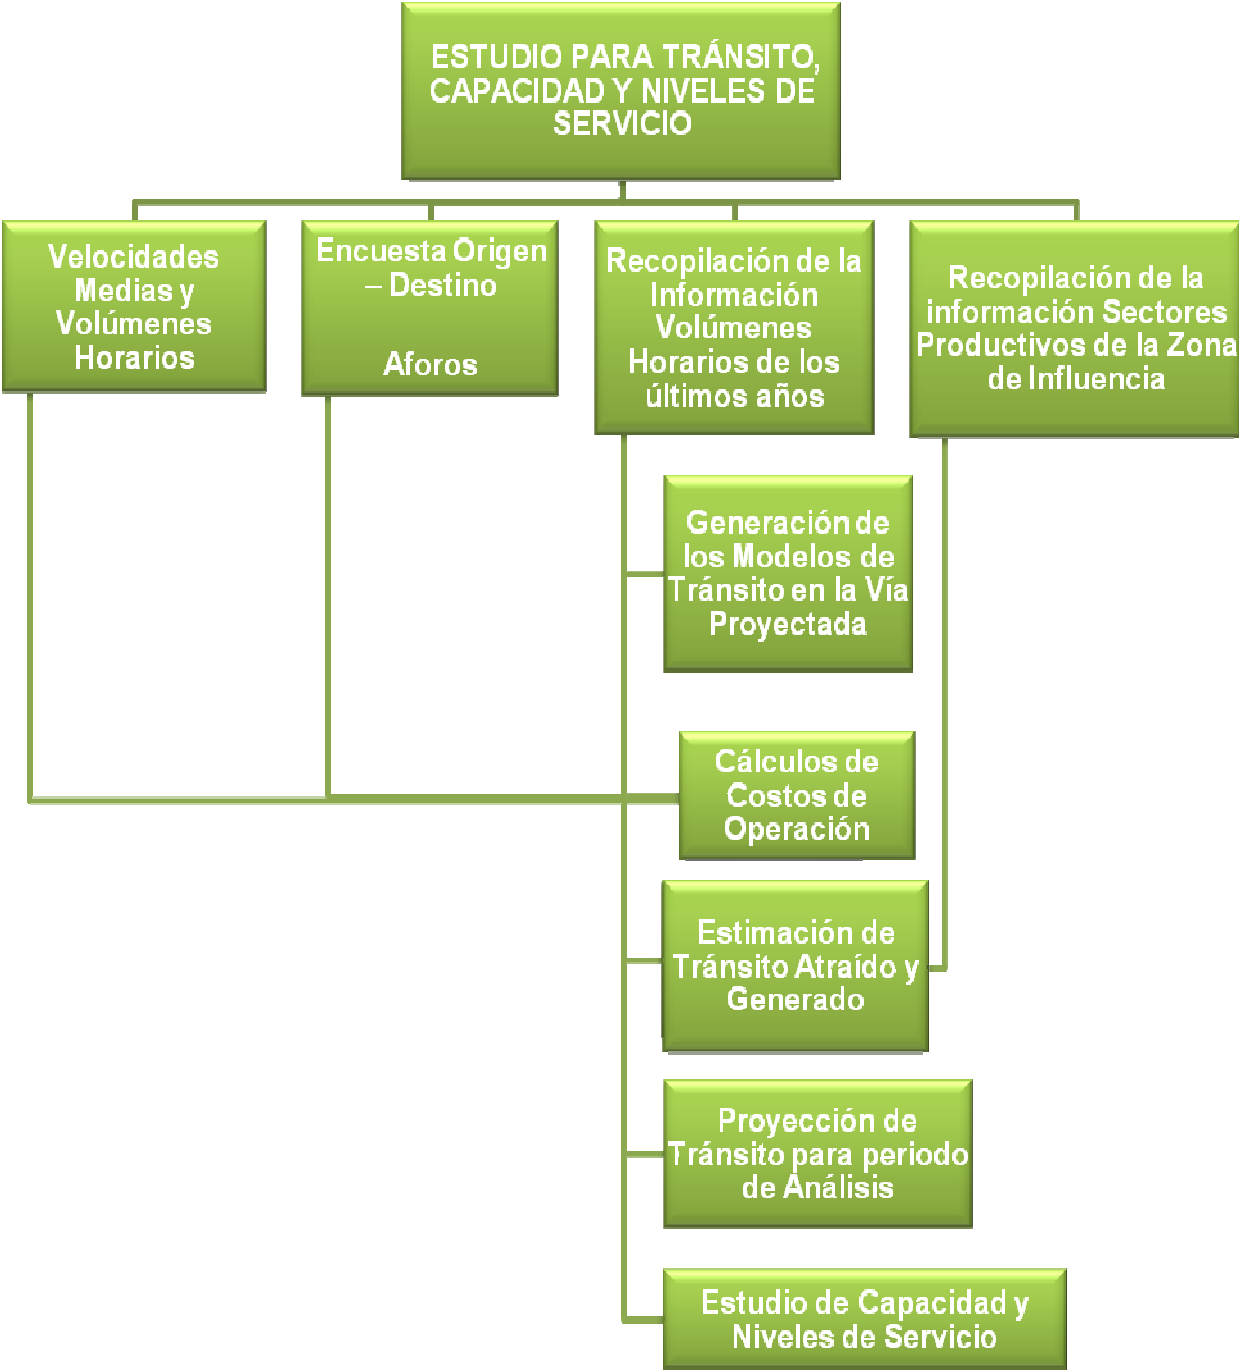 ESTUDIO PARA TRÁNSITO,
CAPACIDAD Y NIVELES DE
SERVICIO
Velocidades
Medias y
Volúmenes
Horarios
Encuesta Origen
– Destino
Aforos
Recopilación de la
Información
Volúmenes
Horarios de los
últimos años
Recopilación de la
información Sectores
Productivos de la Zona
de Influencia
Generación de
los Modelos de
Tránsito en la Vía
Proyectada
Cálculos de
Costos de
Operación
Estimación de
Tránsito Atraído y
Generado
Proyección de
Tránsito para periodo
de Análisis
Estudio de Capacidad y
Niveles de Servicio